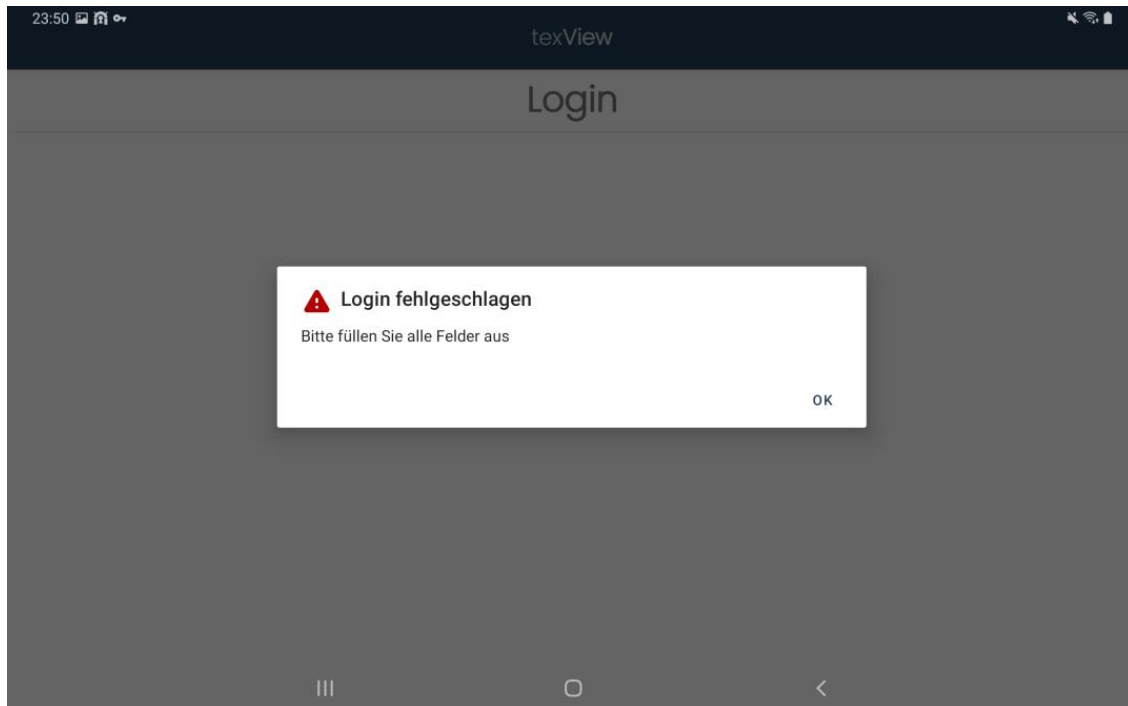 23:50
texView
Login
Login fehlgeschlagen
Bitte füllen Sie alle Felder aus
OK